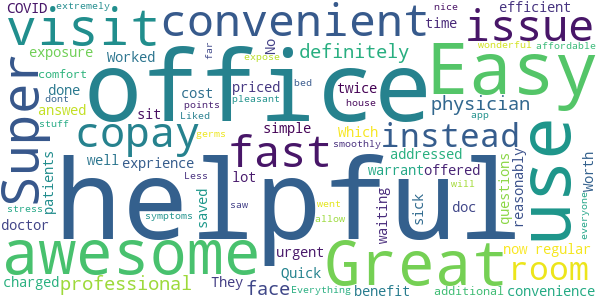 COVID
extremely
visit
convenient
nice
efficient
issue
time
No
far
wonderful
affordable
exposure
Worked
definitely
expose
comfort
dont
Super
office
Easy
done
cost
priced
points
pleasant
bed
twice
house
physician
app
answed
stuff
sit
Liked
germs
simple
Which
smoothly
copay
instead
use
well
exprience
fast
addressed
warrant
offered
patients
Less
lot
doc
questions
reasonably
Worth
stress
saved
saw
went
allow
waiting
sick
will
everyone
doctor
symptoms
helpful
awesome
They
urgent
Great
now regular
room
charged
professional
face
Quick
Everything
benefit
additional
convenience